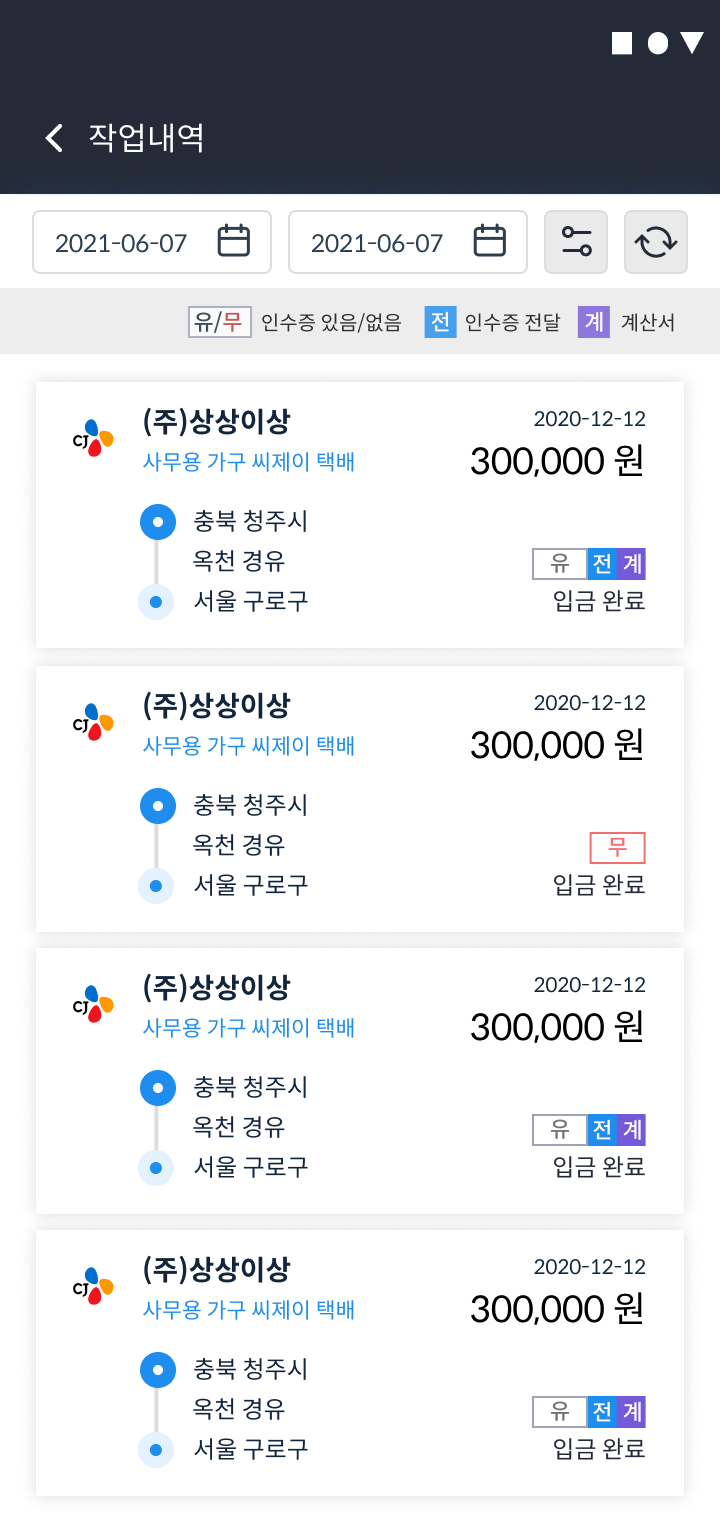 작업내역
2021-06-07 2021-06-07
유/무 인수증 있음/없음 전 인수증 전달 계 계산서
CJ (주)상상이상 2020-12-12
사무용 가구 씨제이 택배 300,000 원
충북 청주시
옥천 경유 유 전 계
서울 구로구 입금 완료
CJ (주)상상이상 2020-12-12
사무용 가구 씨제이 택배 300,000 원
충북 청주시
옥천 경유 무
서울 구로구 입금 완료
CJ (주)상상이상 2020-12-12
사무용 가구 씨제이 택배 300,000 원
충북 청주시
옥천 경유 유 전 계
서울 구로구 입금 완료
CJ (주)상상이상 2020-12-12
사무용 가구 씨제이 택배 300,000 원
충북 청주시
옥천 경유 유 전 계
서울 구로구 입금 완료